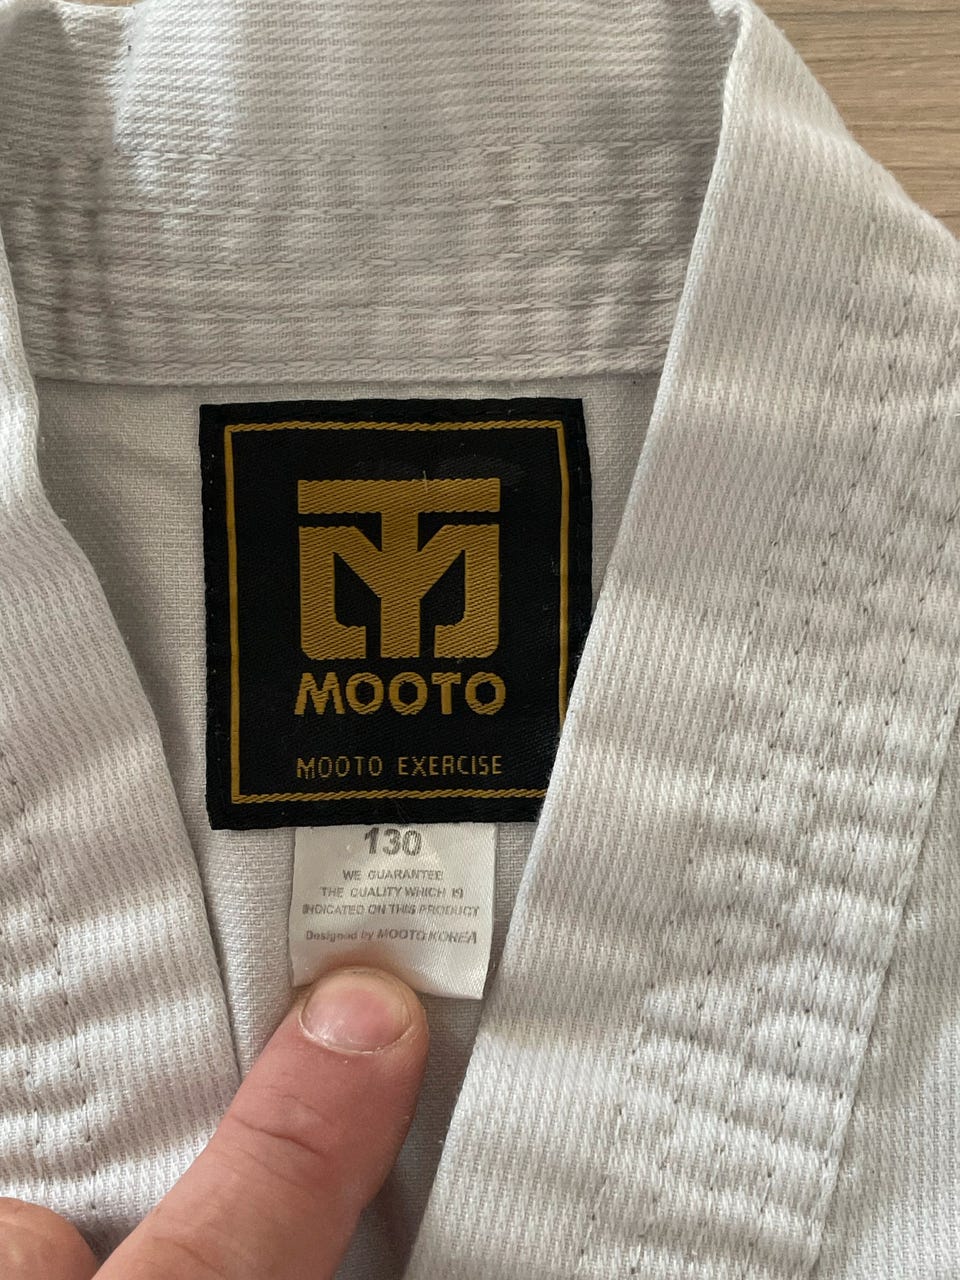 MOOTO
MOOTO EXERCISE
130
WE GUARANTEE
THE QUALITY WHICH IS
INDICATED ON THIS PRODUCT
Designed by MOOTO KOREA